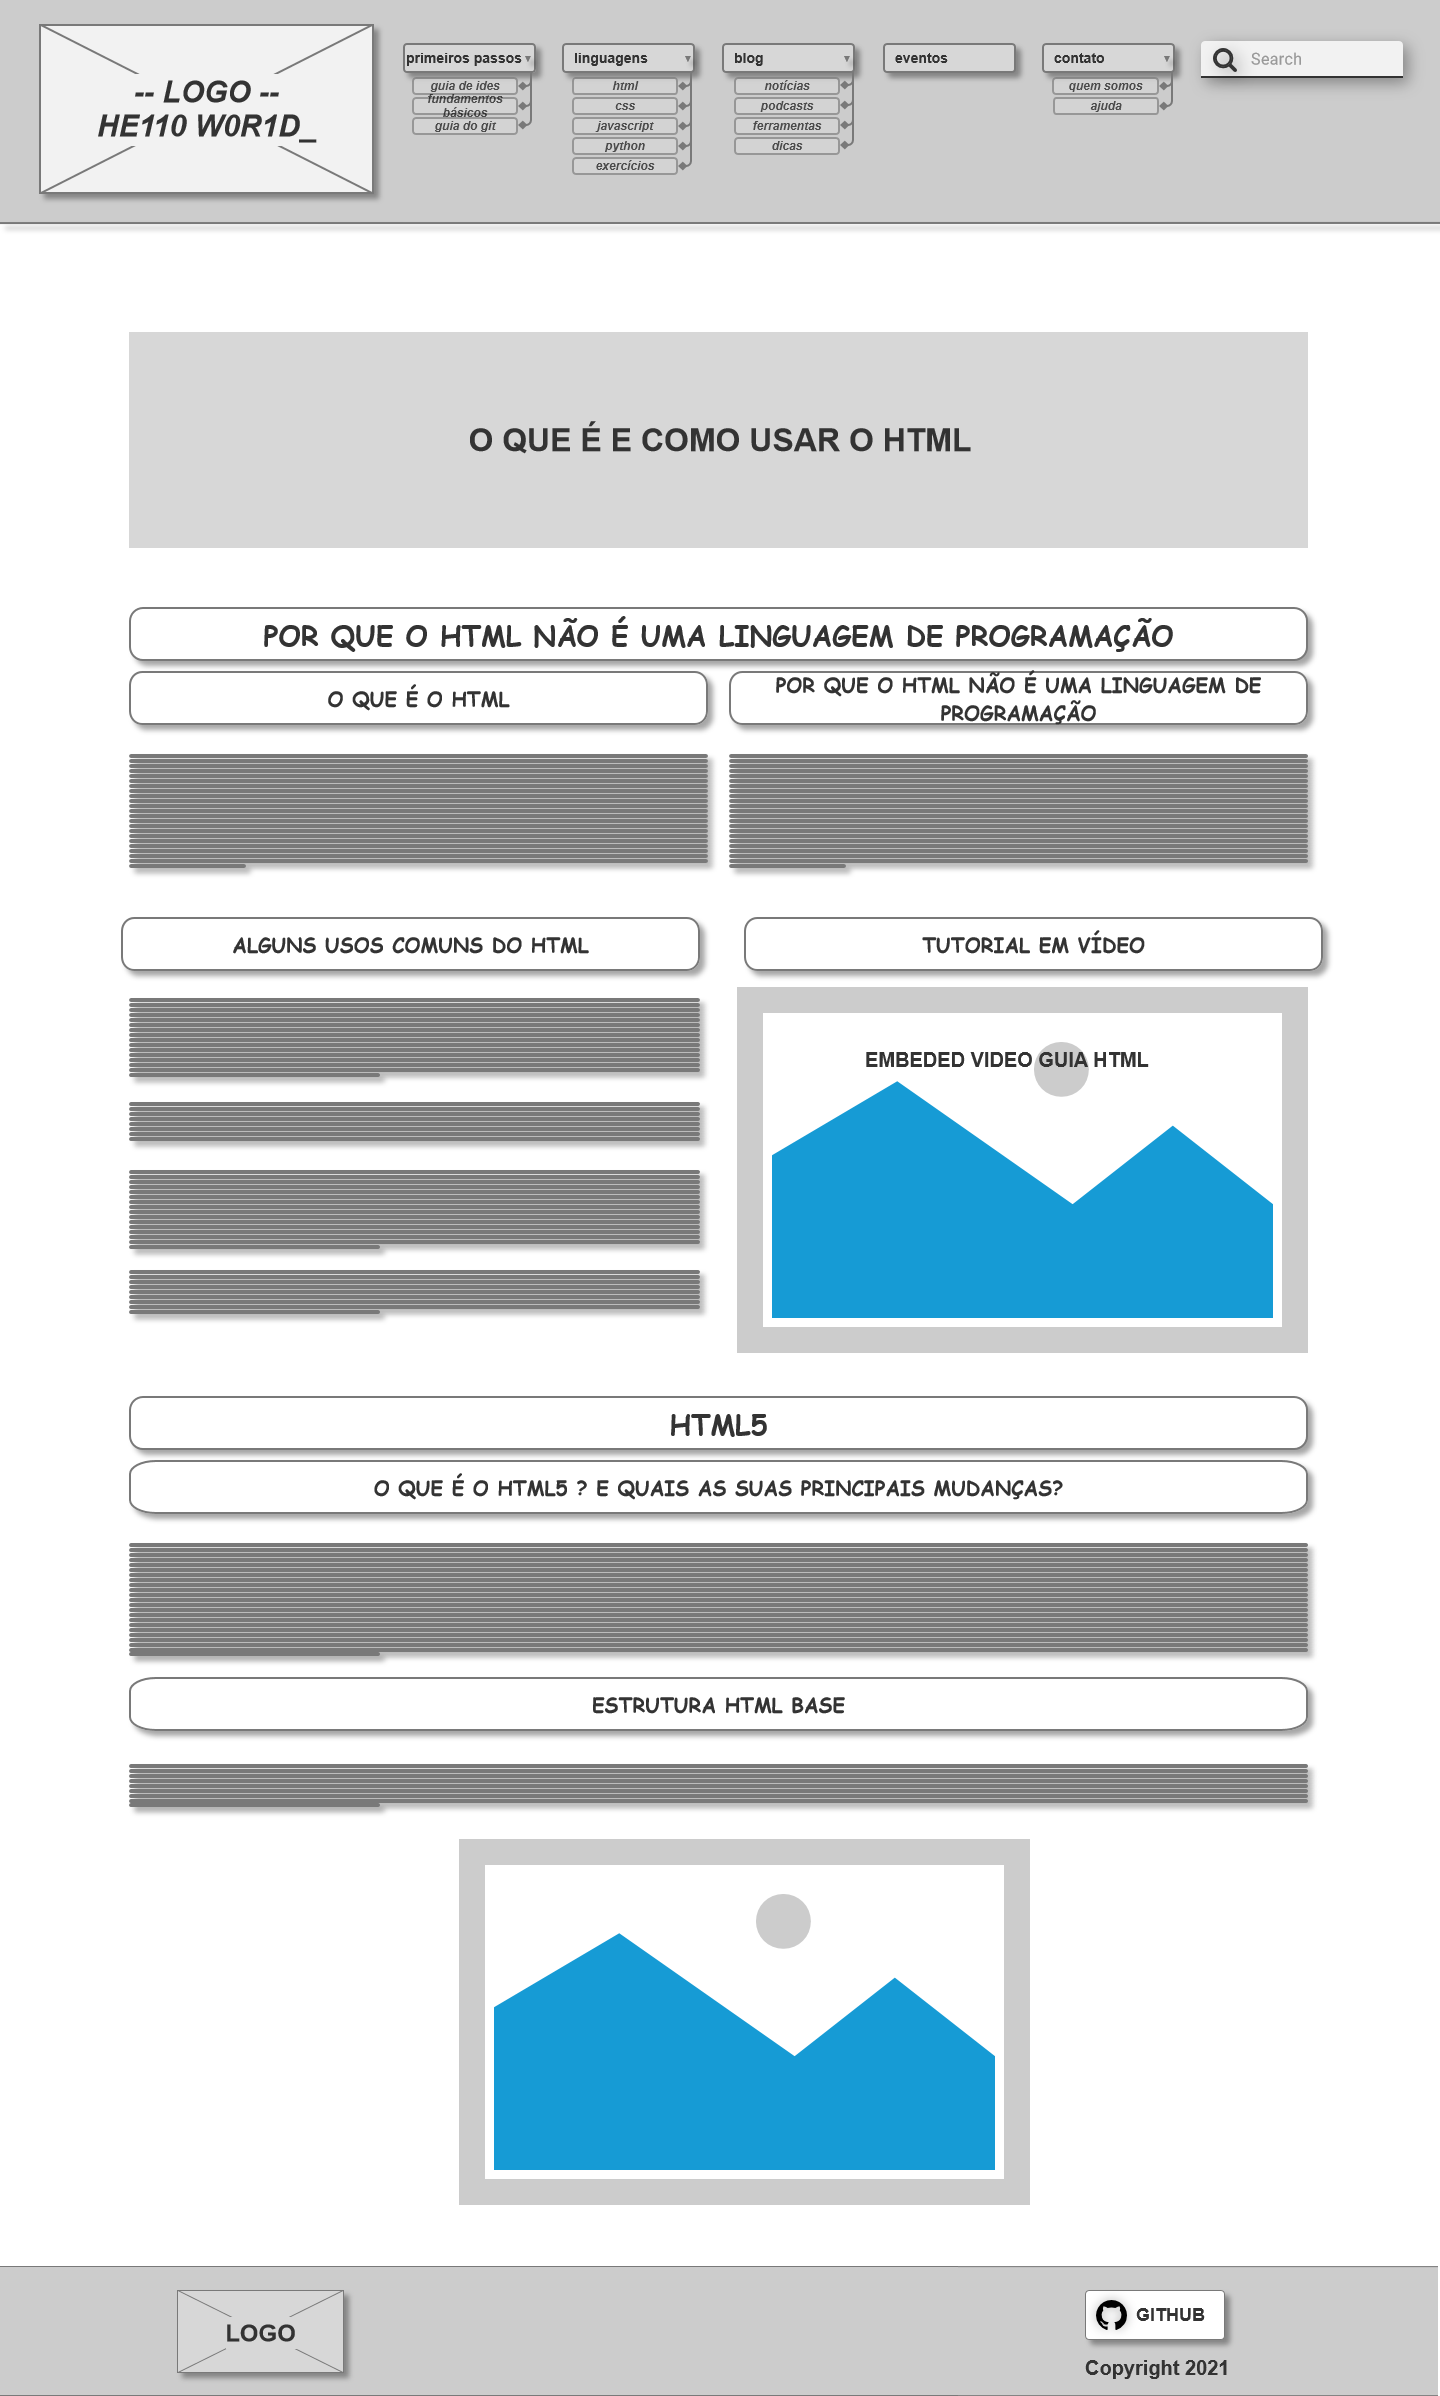 -- LOGO --
HE110 W0R1D_
primeiros passos ▾
guia de ides
fundamentos
básicos
guia do git
linguagens ▾
html
css
javascript
python
exercícios
blog ▾
notícias
podcasts
ferramentas
dicas
eventos
contato ▾
quem somos
ajuda
Search
O QUE É E COMO USAR O HTML
POR QUE O HTML NÃO É UMA LINGUAGEM DE PROGRAMAÇÃO
O QUE É O HTML
POR QUE O HTML NÃO É UMA LINGUAGEM DE
PROGRAMAÇÃO
ALGUNS USOS COMUNS DO HTML
TUTORIAL EM VÍDEO
EMBEDED VIDEO GUIA HTML
HTML5
O QUE É O HTML5 ? E QUAIS AS SUAS PRINCIPAIS MUDANÇAS?
ESTRUTURA HTML BASE
LOGO
GITHUB
Copyright 2021